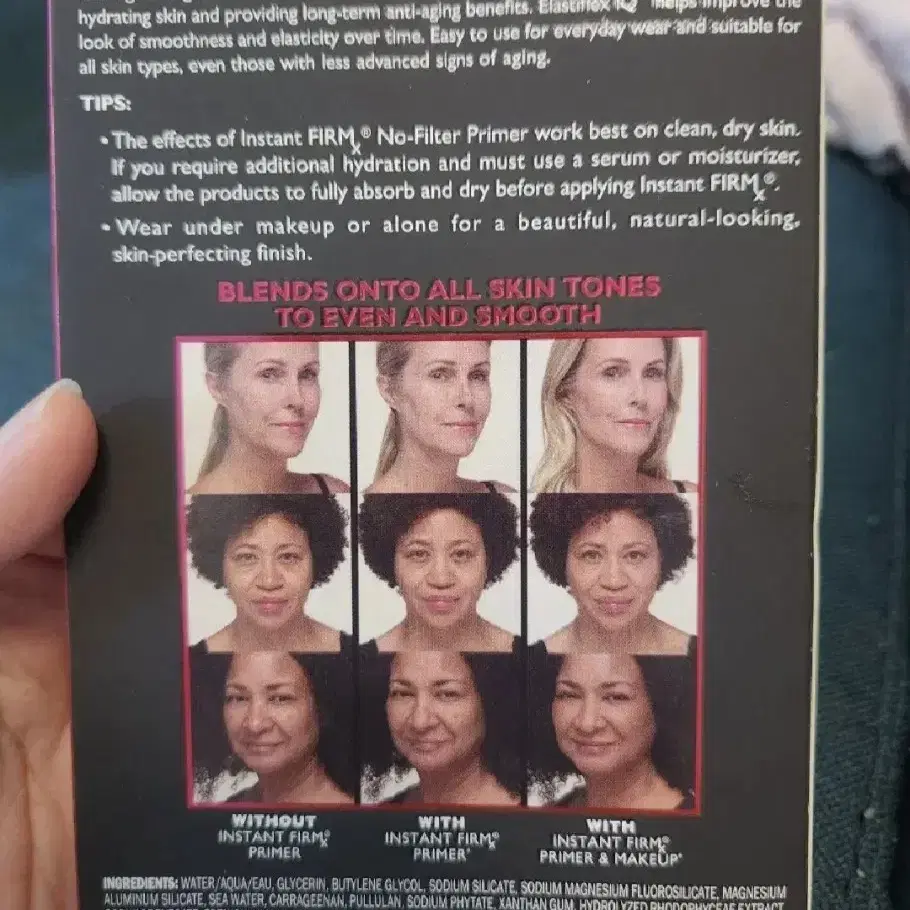 hydrating skin and providing long-term anti-aging benefits. Elastiflex IQ™ helps improve the
look of smoothness and elasticity over time. Easy to use for everyday wear and suitable for
all skin types, even those with less advanced signs of aging.
TIPS:
• The effects of Instant FIRMx® No-Filter Primer work best on clean, dry skin.
If you require additional hydration and must use a serum or moisturizer,
allow the products to fully absorb and dry before applying Instant FIRMx®.
• Wear under makeup or alone for a beautiful, natural-looking,
skin-perfecting finish.
BLENDS ONTO ALL SKIN TONES
TO EVEN AND SMOOTH
WITHOUT
INSTANT FIRMx®
PRIMER
WITH
INSTANT FIRMx®
PRIMER*
WITH
INSTANT FIRMx®
PRIMER & MAKEUP*
INGREDIENTS: WATER/AQUA/EAU, GLYCERIN, BUTYLENE GLYCOL, SODIUM SILICATE, SODIUM MAGNESIUM FLUOROSILICATE, MAGNESIUM
ALUMINUM SILICATE, SEA WATER, CARRAGEENAN, PULLULAN, SODIUM PHYTATE, XANTHAN GUM, HYDROLYZED RHODOPHYCEAE EXTRACT,